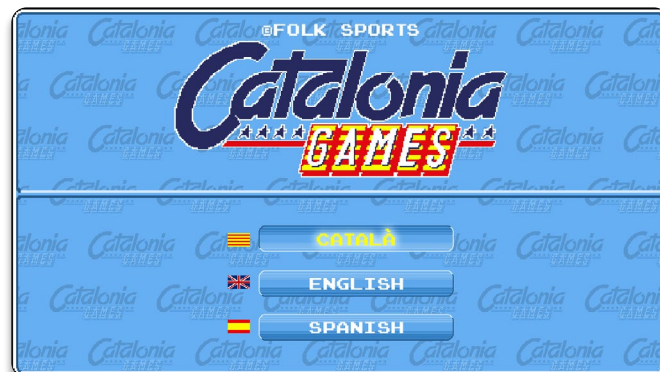 ©FOLK SPORTS
Catalonia
GAMES
CATALÀ
ENGLISH
SPANISH